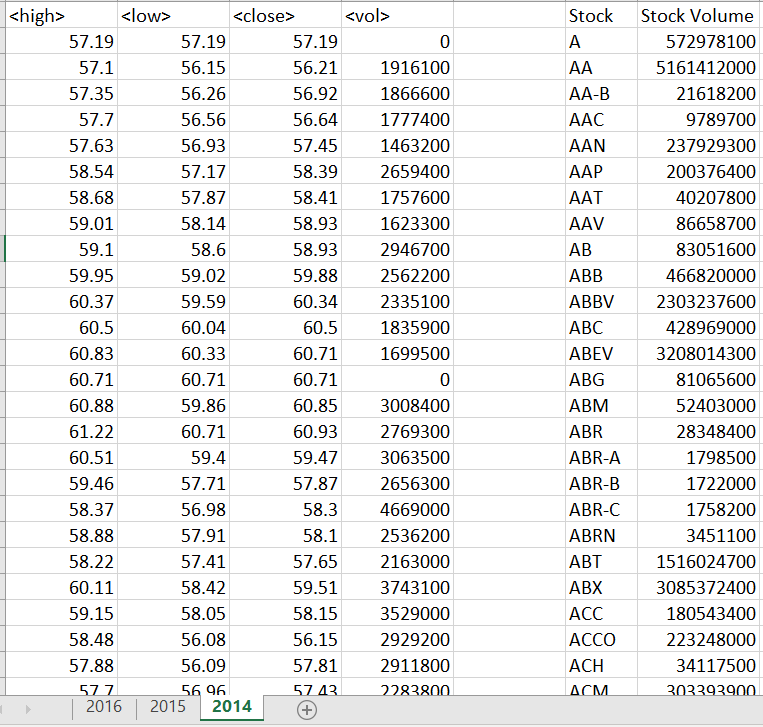 <high> <low> <close> <vol> Stock Stock Volume
57.19 57.19 57.19 0 A 572978100
57.1 56.15 56.21 1916100 AA 5161412000
57.35 56.26 56.92 1866600 AA-B 21618200
57.7 56.56 56.64 1777400 AAC 9789700
57.63 56.93 57.45 1463200 AAN 237929300
58.54 57.17 58.39 2659400 AAP 200376400
58.68 57.87 58.41 1757600 AAT 40207800
59.01 58.14 58.93 1623300 AAV 86658700
59.1 58.6 58.93 2946700 AB 83051600
59.95 59.02 59.88 2562200 ABB 466820000
60.37 59.59 60.34 2335100 ABBV 2303237600
60.5 60.04 60.5 1835900 ABC 428969000
60.83 60.33 60.71 1699500 ABEV 3208014300
60.71 60.71 60.71 0 ABG 81065600
60.88 59.86 60.85 3008400 ABM 52403000
61.22 60.71 60.93 2769300 ABR 28348400
60.51 59.4 59.47 3063500 ABR-A 1798500
59.46 57.71 57.87 2656300 ABR-B 1722000
58.37 56.98 58.3 4669000 ABR-C 1758200
58.88 57.91 58.1 2536200 ABRN 3451100
58.22 57.41 57.65 2163000 ABT 1516024700
60.11 58.42 59.51 3743100 ABX 3085372400
59.15 58.05 58.15 3529000 ACC 180543400
58.48 56.08 56.15 2929200 ACCO 223248000
57.88 56.09 57.81 2911800 ACH 34117500
57.7 56.96 57.43 2283800 ACM 303393900
2016 2015 2014